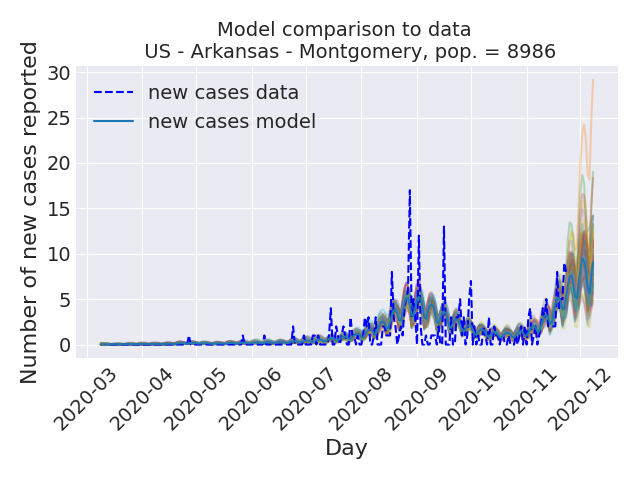 Model comparison to data
US - Arkansas - Montgomery, pop. = 8986
Number of new cases reported
30
25
20
15
10
5
0
new cases data
new cases model
2020-03
2020-04
2020-05
2020-06
2020-07
2020-08
2020-09
2020-10
2020-11
2020-12
Day